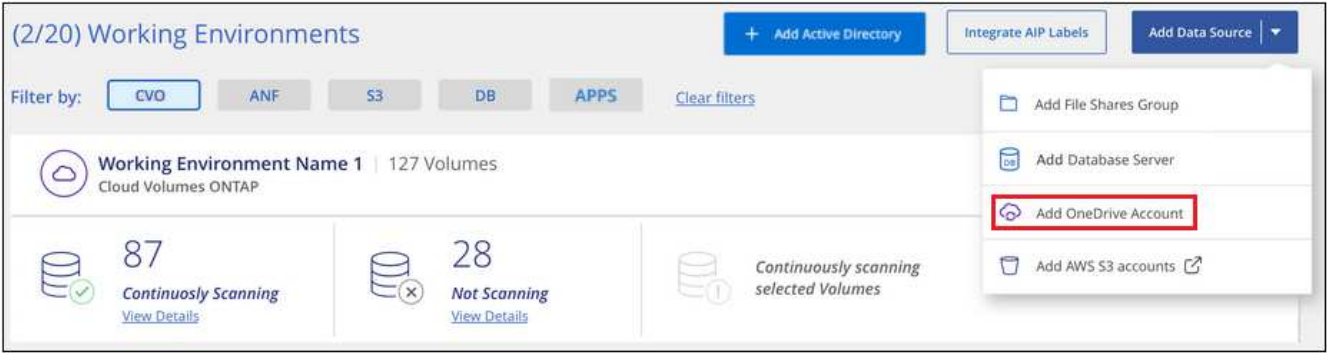 (2/20) Working Environments
+ Add Active Directory
Integrate AIP Labels
Add Data Source
Filter by:
CVO
ANF
S3
DB
APPS
Clear filters
Add File Shares Group
DB
Add Database Server
Add OneDrive Account
Add AWS S3 accounts
Working Environment Name 1 | 127 Volumes
Cloud Volumes ONTAP
87
Continuosly Scanning
View Details
28
Not Scanning
View Details
Continuously scanning
selected Volumes